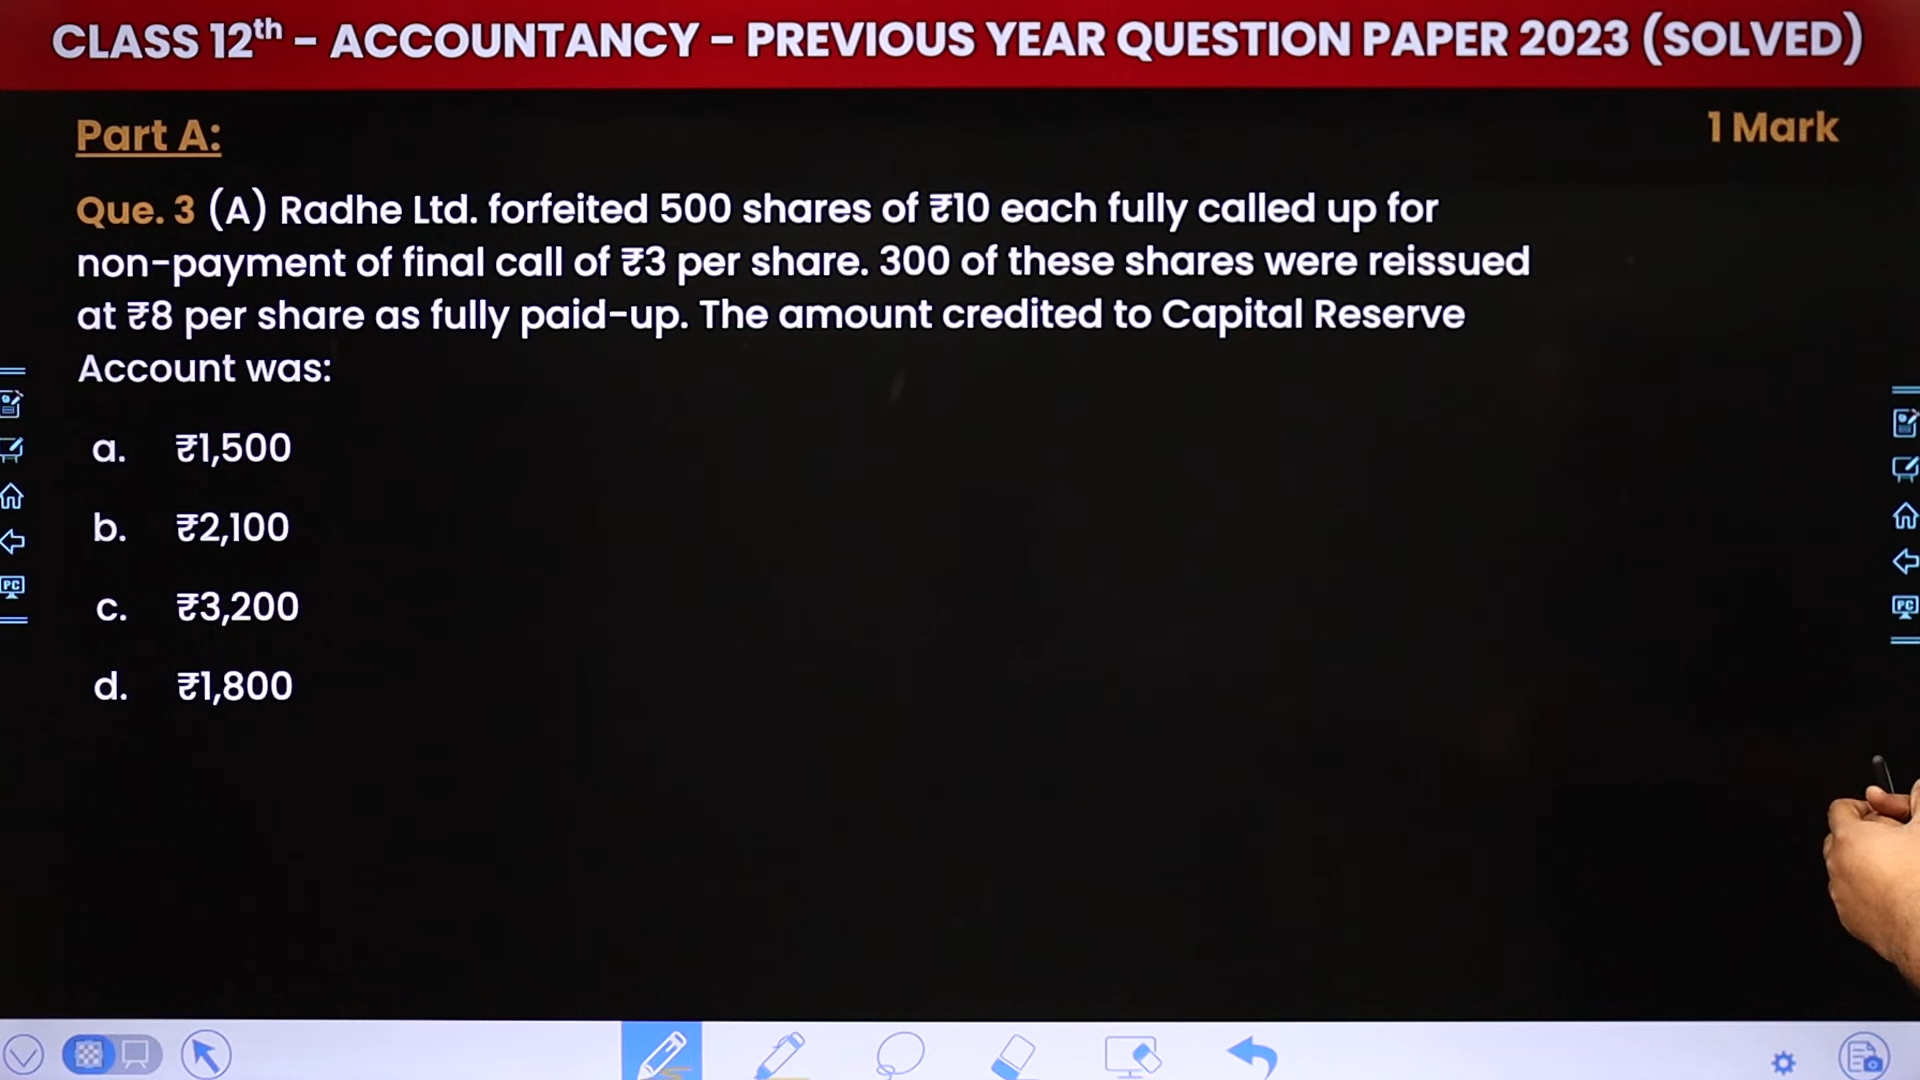 CLASS 12th - ACCOUNTANCY - PREVIOUS YEAR QUESTION PAPER 2023 (SOLVED)
Part A:
1 Mark
Que. 3 (A) Radhe Ltd. forfeited 500 shares of ₹10 each fully called up for
non-payment of final call of ₹3 per share. 300 of these shares were reissued
at ₹8 per share as fully paid-up. The amount credited to Capital Reserve
Account was:
a. ₹1,500
b. ₹2,100
c. ₹3,200
d. ₹1,800
PC
PC